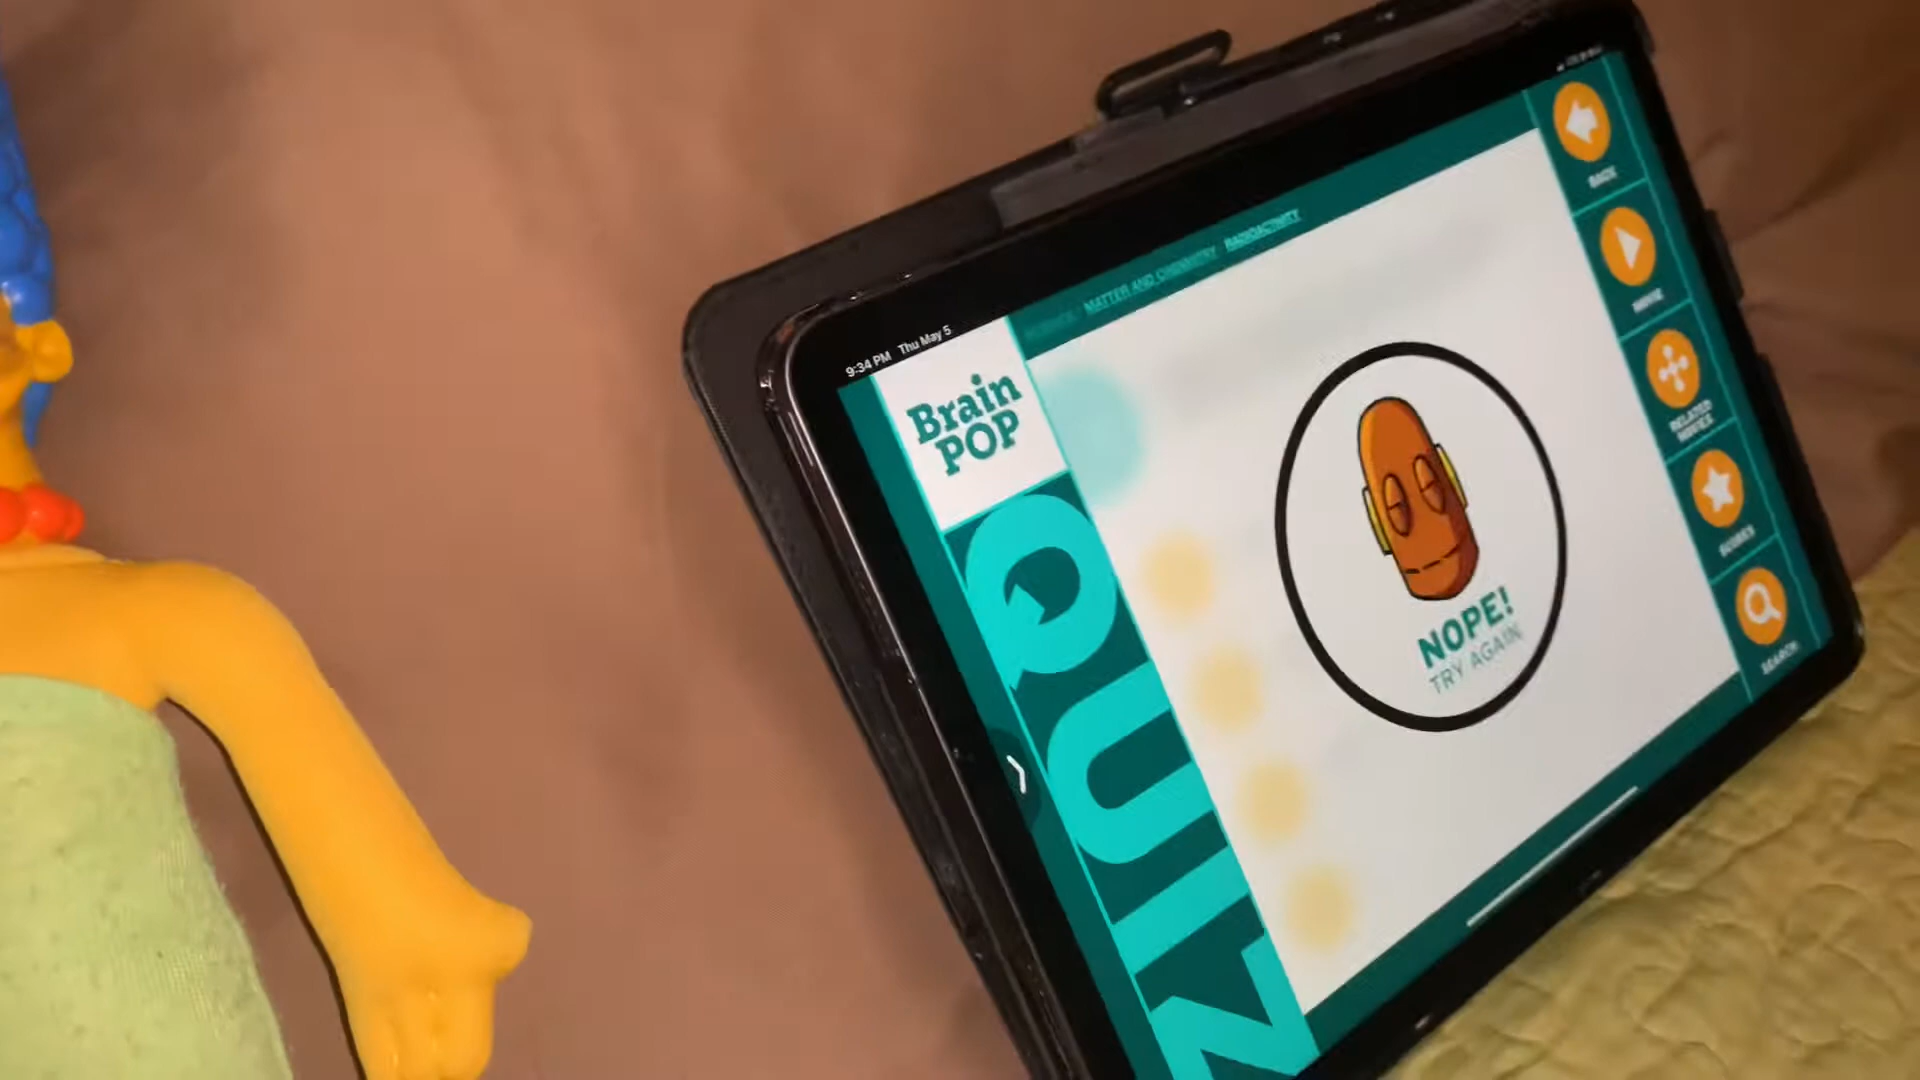 9:34 PM Thu May 5
MATTER AND CHEMISTRY RADIOACTIVITY
Brain
POP
QUIZ
NOPE!
TRY AGAIN
BACK
MOVIE
RELATED
MOVIES
SCORES
SEARCH